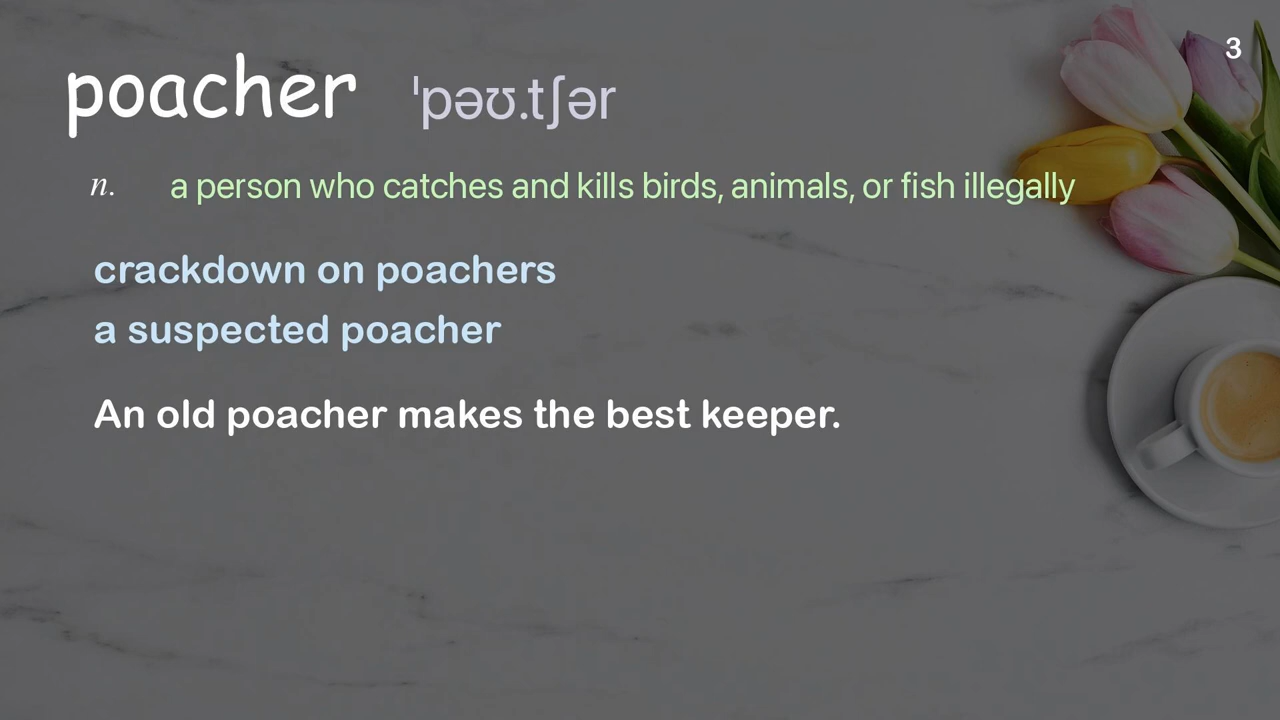 3
poacher ˈpəʊ.tʃər
n. a person who catches and kills birds, animals, or fish illegally
crackdown on poachers
a suspected poacher
An old poacher makes the best keeper.